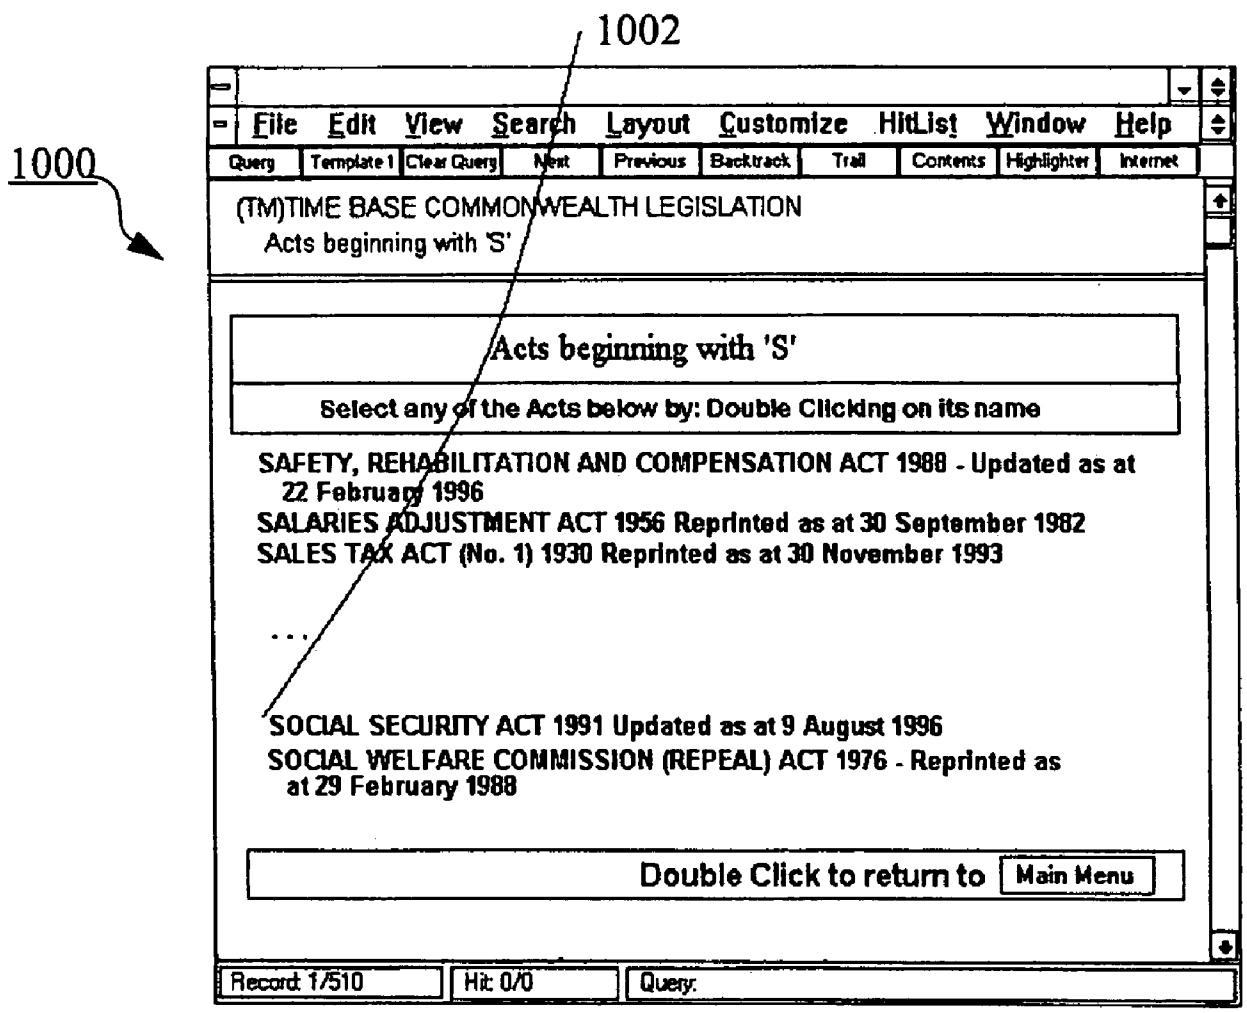 1002
File Edit View Search Layout Customize HitList Window Help
1000
Query Template 1 Clear Query Next Previous Backtrack Trail Contents Highlighter Internet
(TM)TIME BASE COMMONWEALTH LEGISLATION
Acts beginning with 'S'
Acts beginning with 'S'
Select any of the Acts below by: Double Clicking on its name
SAFETY, REHABILITATION AND COMPENSATION ACT 1988 - Updated as at
22 February 1996
SALARIES ADJUSTMENT ACT 1956 Reprinted as at 30 September 1982
SALES TAX ACT (No. 1) 1930 Reprinted as at 30 November 1993
...
SOCIAL SECURITY ACT 1991 Updated as at 9 August 1996
SOCIAL WELFARE COMMISSION (REPEAL) ACT 1976 - Reprinted as
at 29 February 1988
Double Click to return to Main Menu
Record: 1/510 Hit: 0/0 Query: